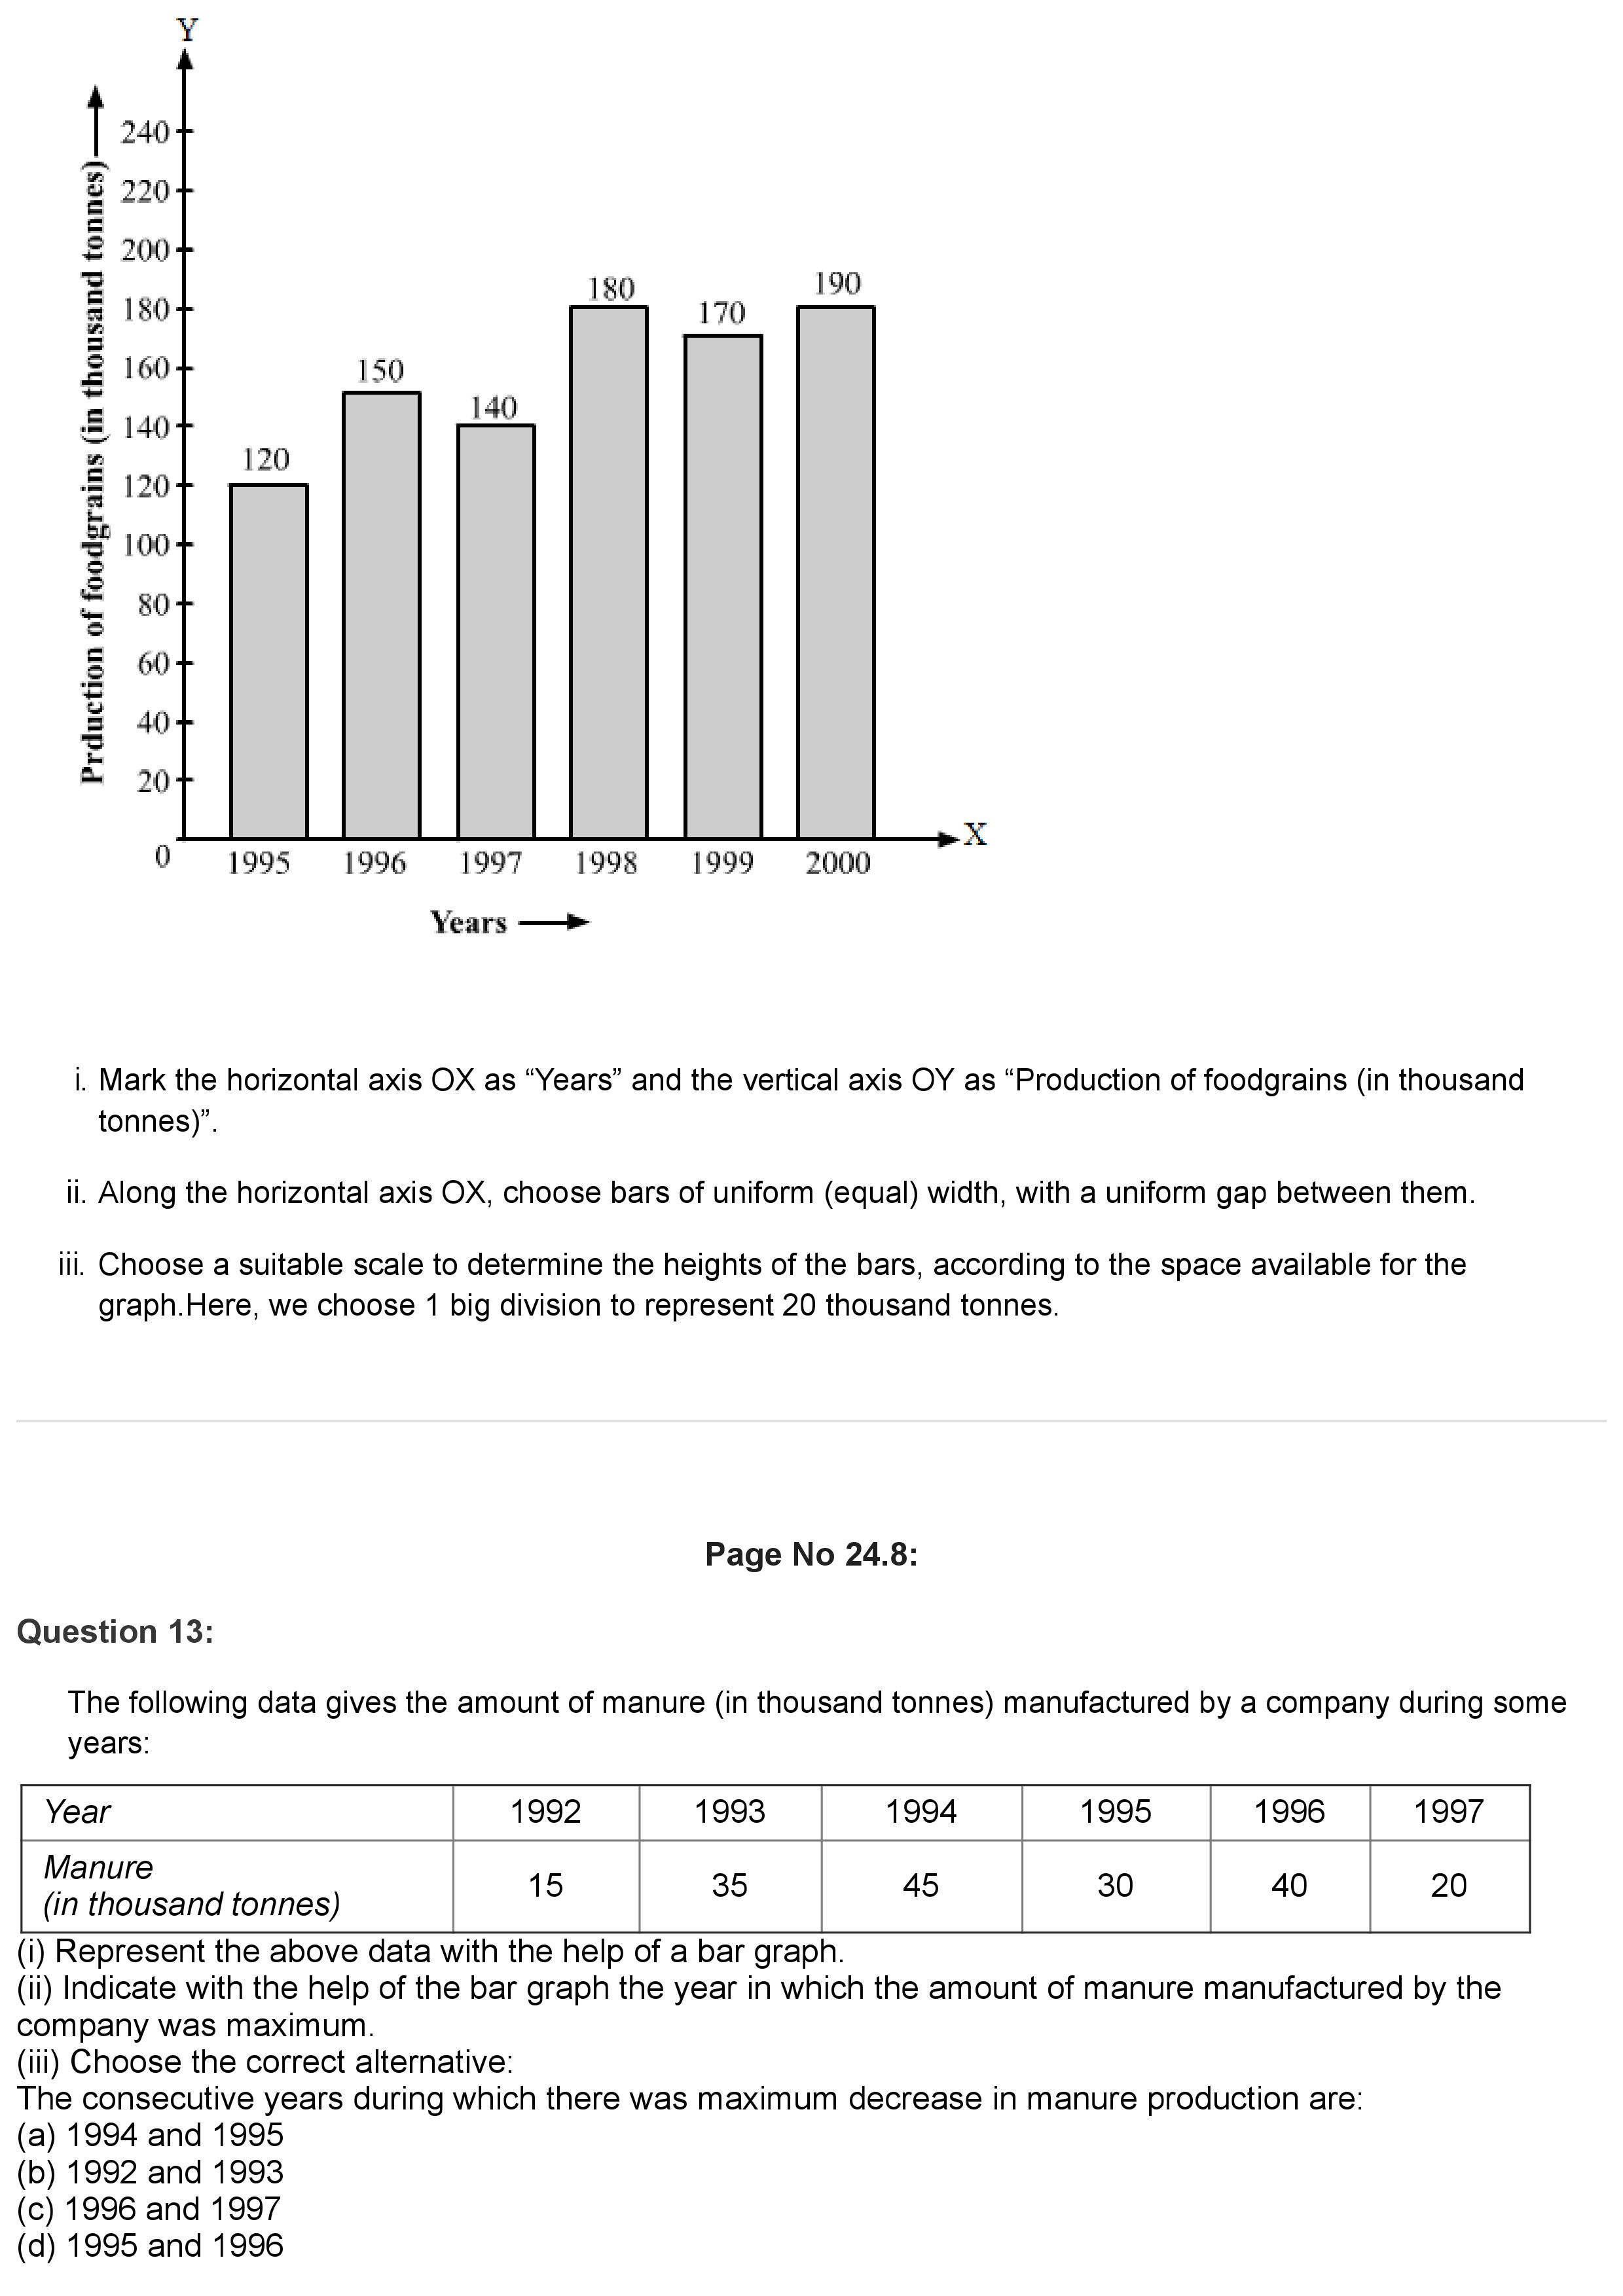 Y
Prduction of foodgrains (in thousand tonnes)
240
220
200
180
160
140
120
100
80
60
40
20
0
120
150
140
180
170
190
X
1995 1996 1997 1998 1999 2000
Years
i. Mark the horizontal axis OX as “Years” and the vertical axis OY as “Production of foodgrains (in thousand
tonnes)”.
ii. Along the horizontal axis OX, choose bars of uniform (equal) width, with a uniform gap between them.
iii. Choose a suitable scale to determine the heights of the bars, according to the space available for the
graph.Here, we choose 1 big division to represent 20 thousand tonnes.
Page No 24.8:
Question 13:
The following data gives the amount of manure (in thousand tonnes) manufactured by a company during some
years:
Year 1992 1993 1994 1995 1996 1997
Manure
(in thousand tonnes) 15 35 45 30 40 20
(i) Represent the above data with the help of a bar graph.
(ii) Indicate with the help of the bar graph the year in which the amount of manure manufactured by the
company was maximum.
(iii) Choose the correct alternative:
The consecutive years during which there was maximum decrease in manure production are:
(a) 1994 and 1995
(b) 1992 and 1993
(c) 1996 and 1997
(d) 1995 and 1996